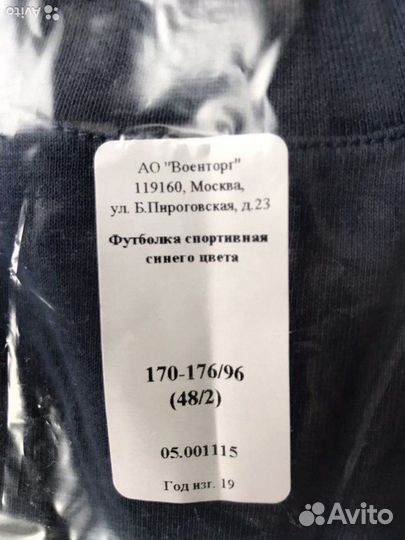 Avito
АО "Военторг"
119160, Москва,
ул. Б.Пироговская, д.23
Футболка спортивная
синего цвета
170-176/96
(48/2)
05.001115
Год изг. 19
Avito